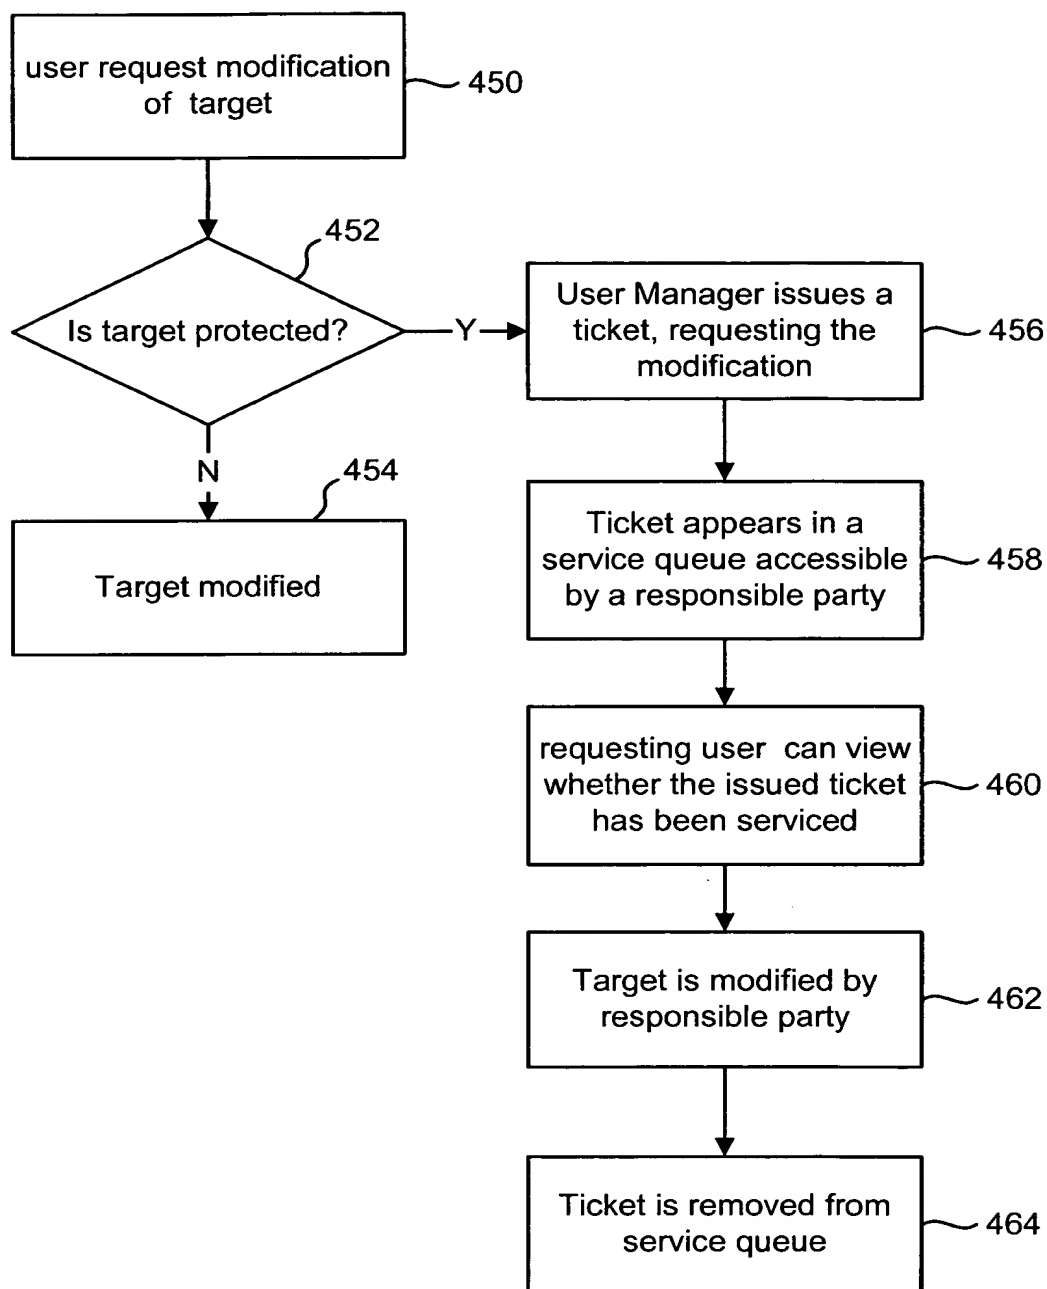 user request modification
of target
450
452
Is target protected?
Y
N
454
Target modified
User Manager issues a
ticket, requesting the
modification
456
Ticket appears in a
service queue accessible
by a responsible party
458
requesting user can view
whether the issued ticket
has been serviced
460
Target is modified by
responsible party
462
Ticket is removed from
service queue
464